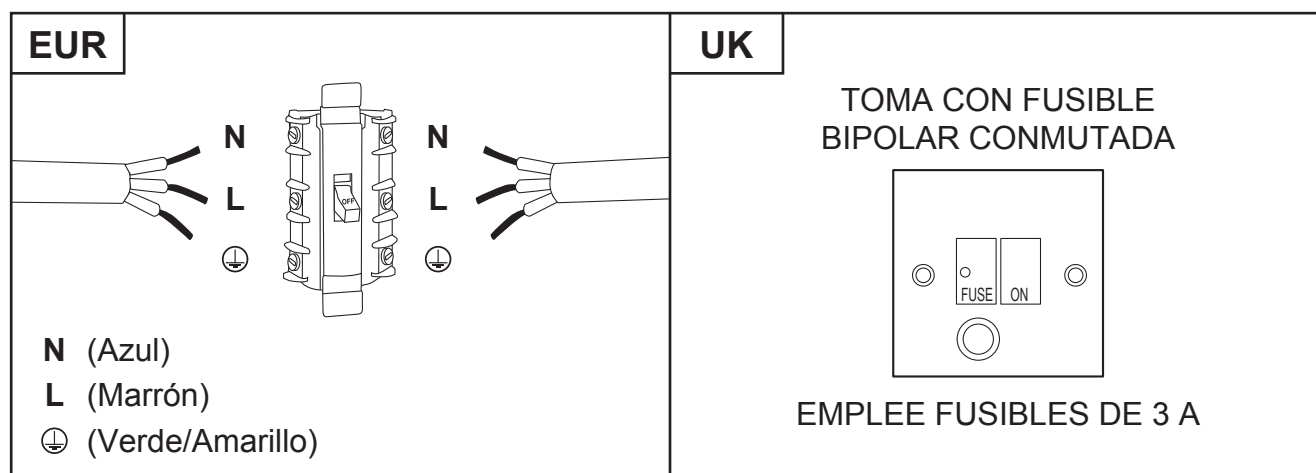 EUR
N
L
OFF
N
L
N (Azul)
L (Marrón)
(Verde/Amarillo)
UK
TOMA CON FUSIBLE
BIPOLAR CONMUTADA
FUSE
ON
EMPLEE FUSIBLES DE 3 A